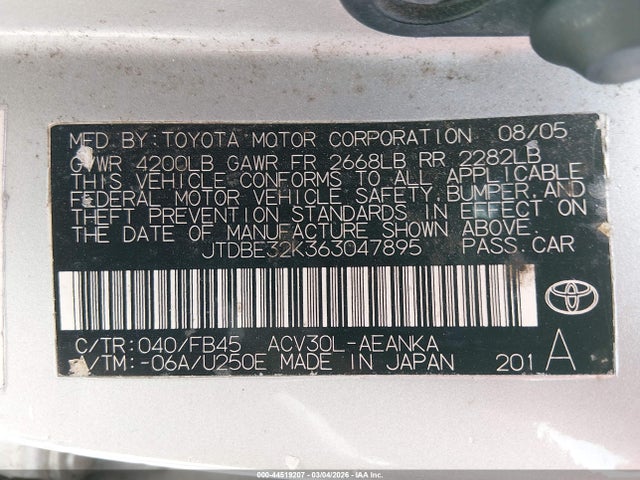 MFD BY: TOYOTA MOTOR CORPORATION 08/05
GVWR 4200LB GAWR FR 2668LB RR 2282LB
THIS VEHICLE CONFORMS TO ALL APPLICABLE
FEDERAL MOTOR VEHICLE SAFETY, BUMPER, AND
THEFT PREVENTION STANDARDS IN EFFECT ON
THE DATE OF MANUFACTURE SHOWN ABOVE.
JTDBE32K363047895 PASS.CAR
C/TR:040/FB45 ACV30L-AEANKA
A/TM:-06A/U250E MADE IN JAPAN 201 A
000-44519207 - 03/04/2026 - IAA Inc.